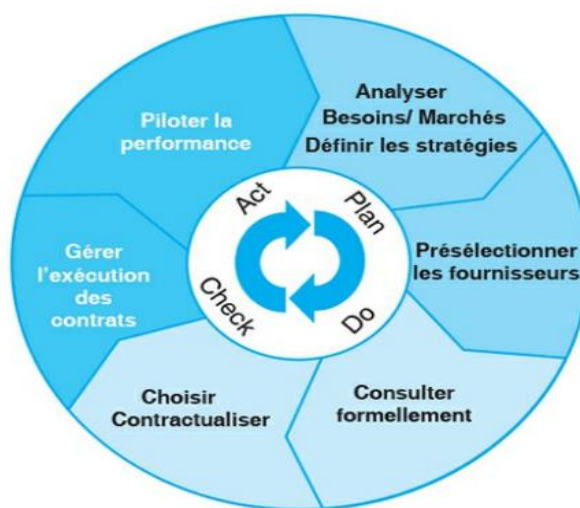 Analyser
Besoins/ Marchés
Définir les stratégies
Présélectionner
les fournisseurs
Consulter
formellement
Choisir
Contractualiser
Gérer
l'exécution
des
contrats
Piloter la
performance
Plan
Do
Check
Act